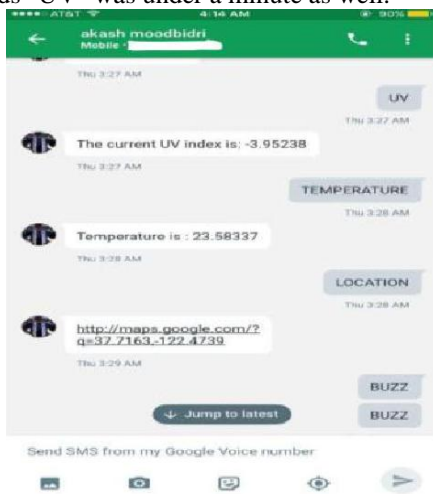 ds "UV" was under a minute as well.
AT&T 4:14 AM 90%
akash moodbidri
Mobile ·
Thu 3:27 AM
UV
Thu 3:27 AM
The current UV index is: -3.95238
Thu 3:27 AM
TEMPERATURE
Thu 3:28 AM
Temperature is : 23.58337
Thu 3:28 AM
LOCATION
Thu 3:28 AM
http://maps.google.com/?
q=37.7163,-122.4739
Thu 3:29 AM
BUZZ
Jump to latest
BUZZ
Send SMS from my Google Voice number